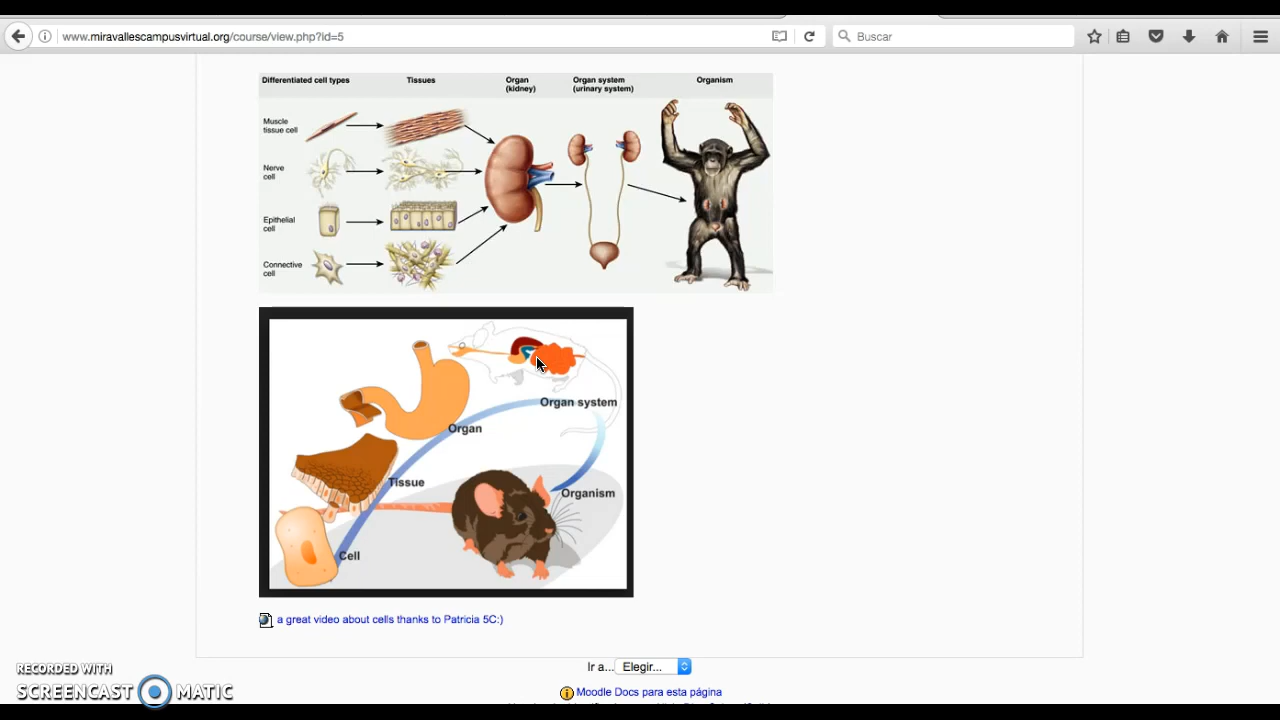 www.miravallescampusvirtual.org/course/view.php?id=5
Buscar
Differentiated cell types
Tissues
Organ
(kidney)
Organ system
(urinary system)
Organism
Muscle
tissue cell
Nerve
cell
Epithelial
cell
Connective
cell
Organ system
Organ
Tissue
Organism
Cell
a great video about cells thanks to Patricia 5C:)
Ir a... Elegir...
Moodle Docs para esta página
RECORDED WITH
SCREENCAST MATIC